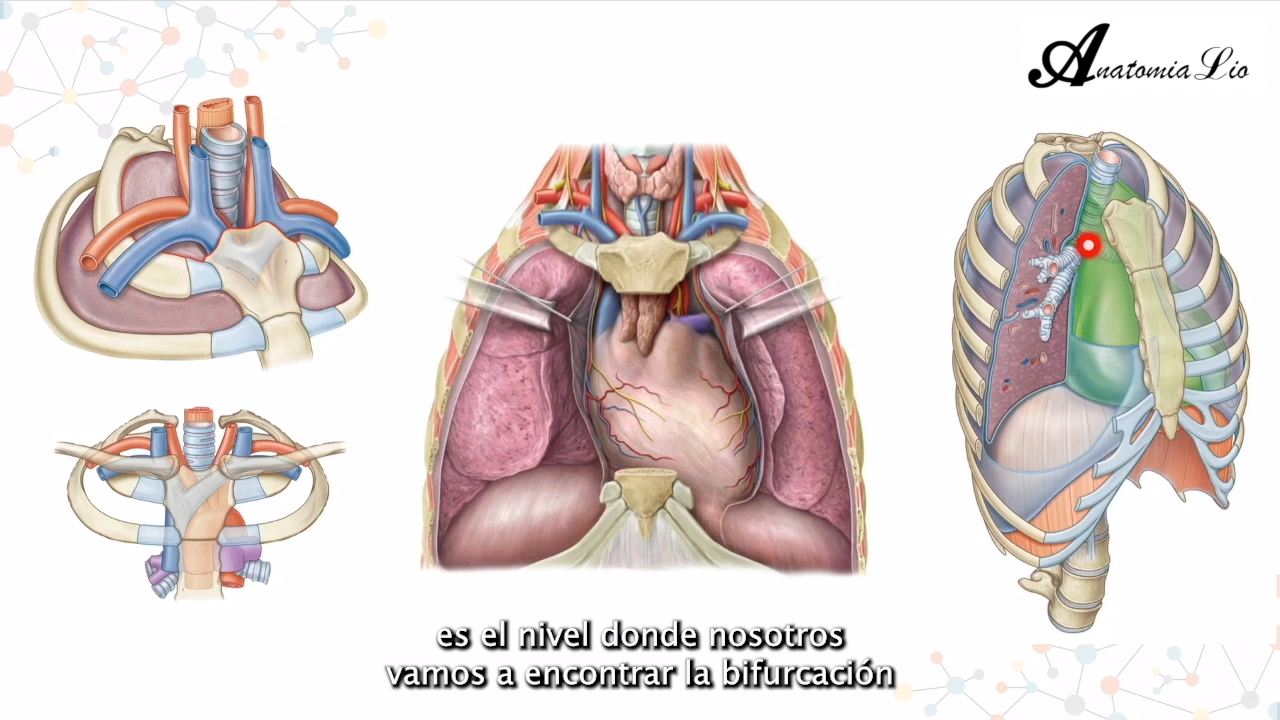 Anatomia Lio
es el nivel donde nosotros
vamos a encontrar la bifurcación